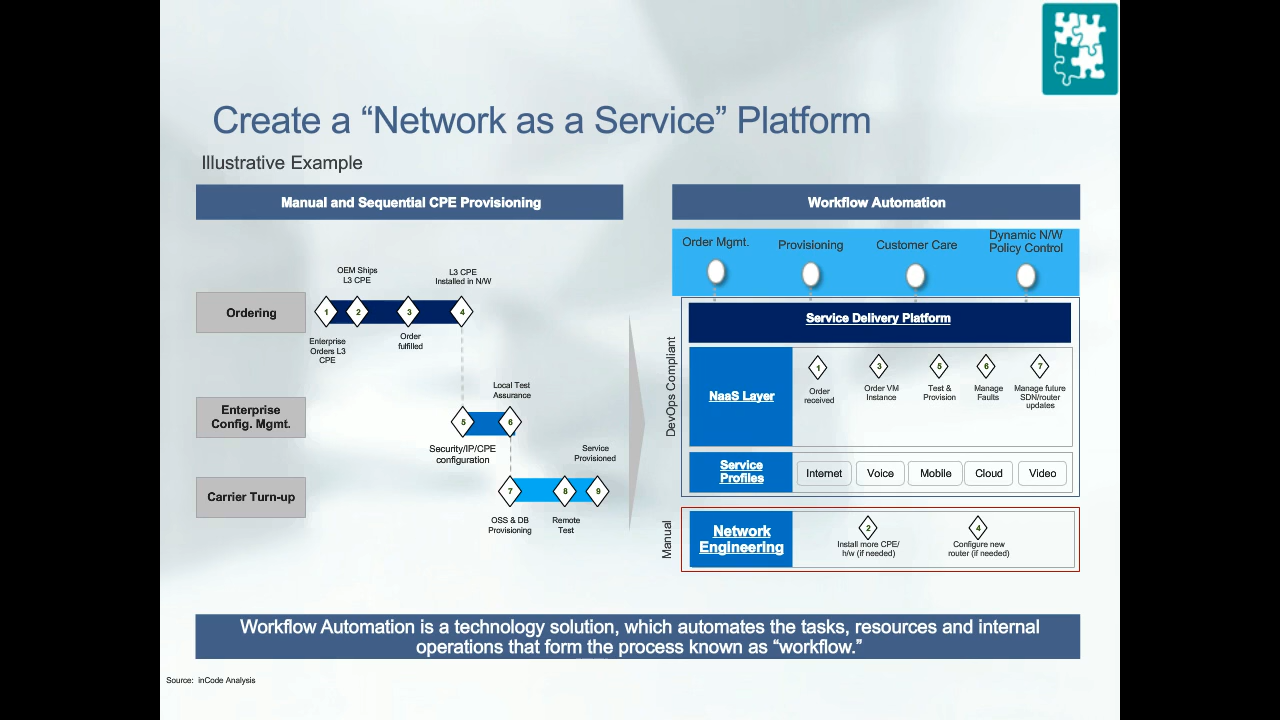 Create a “Network as a Service” Platform
Illustrative Example
Manual and Sequential CPE Provisioning
OEM Ships
L3 CPE
L3 CPE
Installed in N/W
Ordering
1
2
3
4
Enterprise
Orders L3
CPE
Order
fulfilled
Local Test
Assurance
Enterprise
Config. Mgmt.
5
6
Security/IP/CPE
configuration
Service
Provisioned
Carrier Turn-up
7
8
9
OSS & DB
Provisioning
Remote
Test
Workflow Automation
Order Mgmt.
Provisioning
Customer Care
Dynamic N/W
Policy Control
DevOps Compliant
Service Delivery Platform
NaaS Layer
1
Order
received
3
Order VM
Instance
5
Test &
Provision
6
Manage
Faults
7
Manage future
SDN/router
updates
Service
Profiles
Internet
Voice
Mobile
Cloud
Video
Manual
Network
Engineering
2
Install more CPE/
h/w (if needed)
4
Configure new
router (if needed)
Workflow Automation is a technology solution, which automates the tasks, resources and internal
operations that form the process known as “workflow.”
Source: inCode Analysis